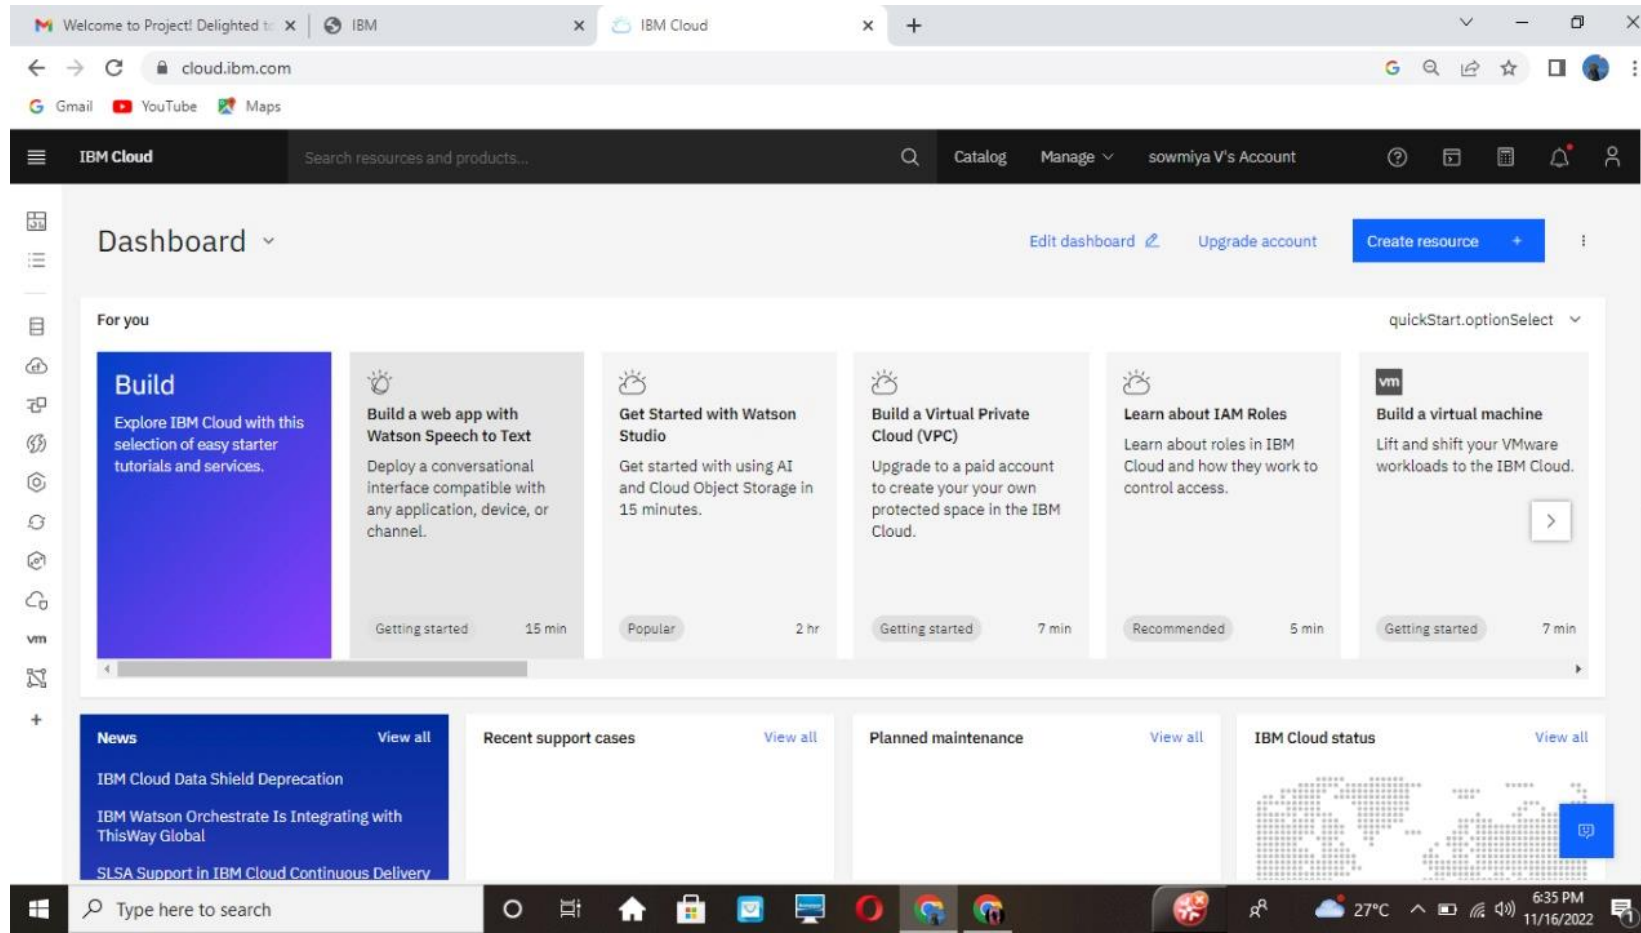 Welcome to Project! Delighted to
IBM
IBM Cloud
cloud.ibm.com
Gmail
YouTube
Maps
IBM Cloud
Search resources and products...
Catalog
Manage
sowmiya V's Account
Dashboard
Edit dashboard
Upgrade account
Create resource +
For you
quickStart.optionSelect
Build
Explore IBM Cloud with this
selection of easy starter
tutorials and services.
Build a web app with
Watson Speech to Text
Deploy a conversational
interface compatible with
any application, device, or
channel.
Getting started
15 min
Get Started with Watson
Studio
Get started with using AI
and Cloud Object Storage in
15 minutes.
Popular
2 hr
Build a Virtual Private
Cloud (VPC)
Upgrade to a paid account
to create your your own
protected space in the IBM
Cloud.
Getting started
7 min
Learn about IAM Roles
Learn about roles in IBM
Cloud and how they work to
control access.
Recommended
5 min
vm
Build a virtual machine
Lift and shift your VMware
workloads to the IBM Cloud.
Getting started
7 min
vm
News
View all
IBM Cloud Data Shield Deprecation
IBM Watson Orchestrate Is Integrating with
ThisWay Global
SLSA Support in IBM Cloud Continuous Delivery
Recent support cases
View all
Planned maintenance
View all
IBM Cloud status
View all
Type here to search
27°C
6:35 PM
11/16/2022
1